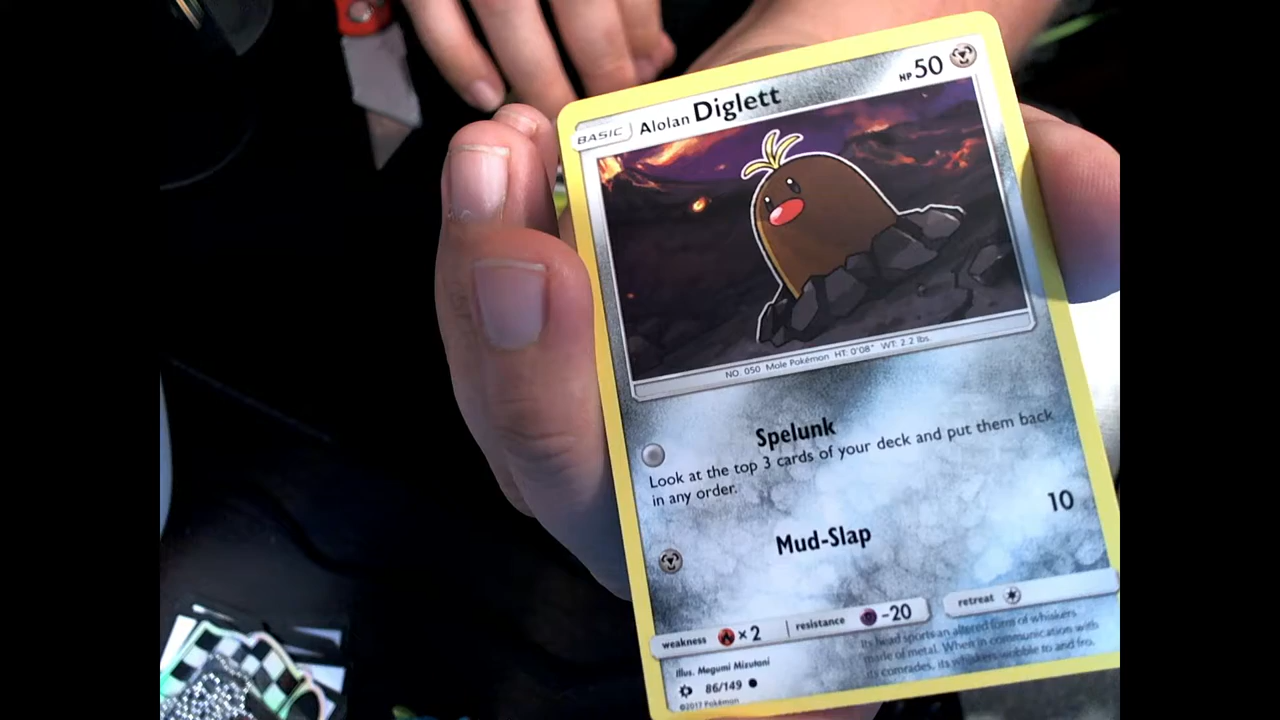 BASIC Alolan Diglett HP 50
NO. 050 Mole Pokémon HT: 0'08" WT: 2.2 lbs.
Spelunk
Look at the top 3 cards of your deck and put them back
in any order.
Mud-Slap 10
weakness ×2 resistance -20 retreat
Its head sports an altered form of whiskers
made of metal. When in communication with
its comrades, its whiskers wobble to and fro.
Illus. Megumi Mizutani
86/149
©2017 Pokémon